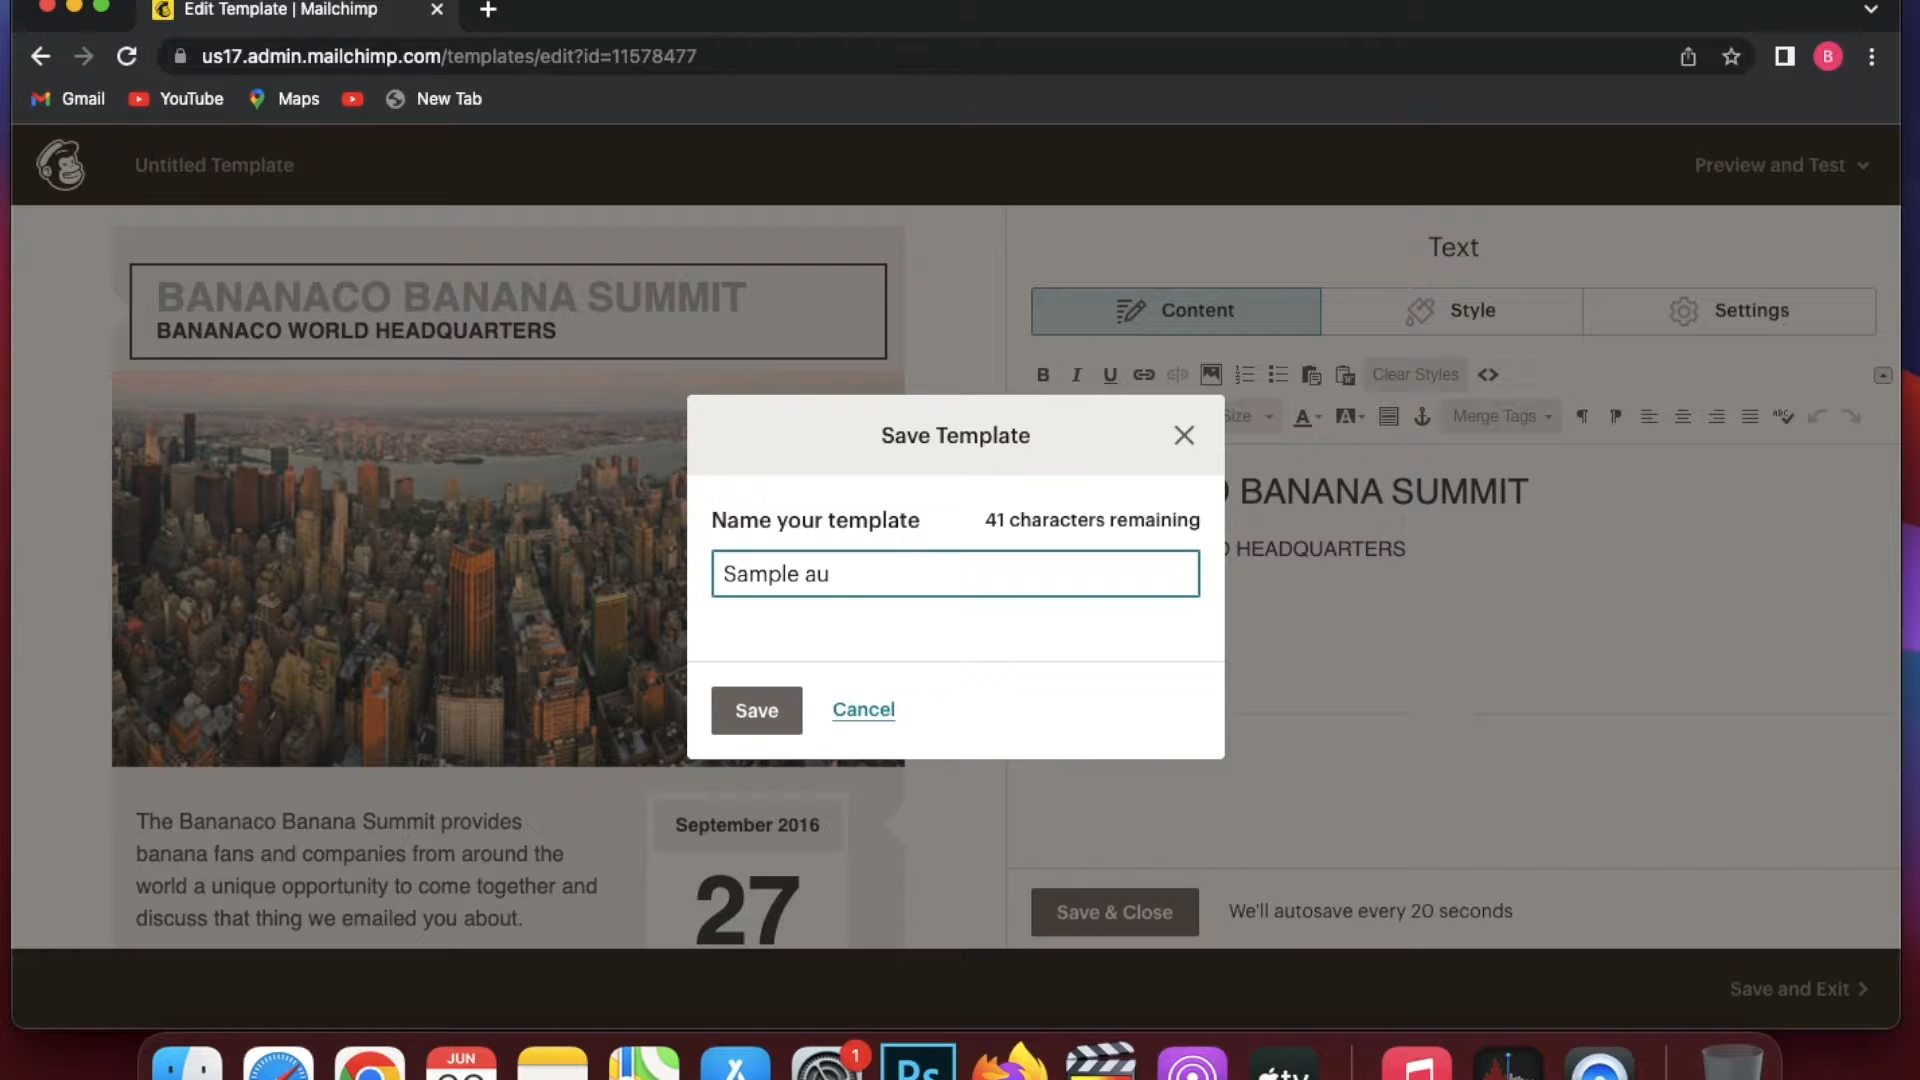 Edit Template | Mailchimp
us17.admin.mailchimp.com/templates/edit?id=11578477
B
Gmail YouTube Maps New Tab
Untitled Template
Preview and Test
BANANACO BANANA SUMMIT
BANANACO WORLD HEADQUARTERS
The Bananaco Banana Summit provides
banana fans and companies from around the
world a unique opportunity to come together and
discuss that thing we emailed you about.
September 2016
27
Text
Content Style Settings
B I U Clear Styles
Size A A Merge Tags ABC
BANANA SUMMIT
HEADQUARTERS
Save & Close We'll autosave every 20 seconds
Save Template
Name your template 41 characters remaining
Sample au
Save Cancel
Save and Exit
JUN
1
Ps
tv